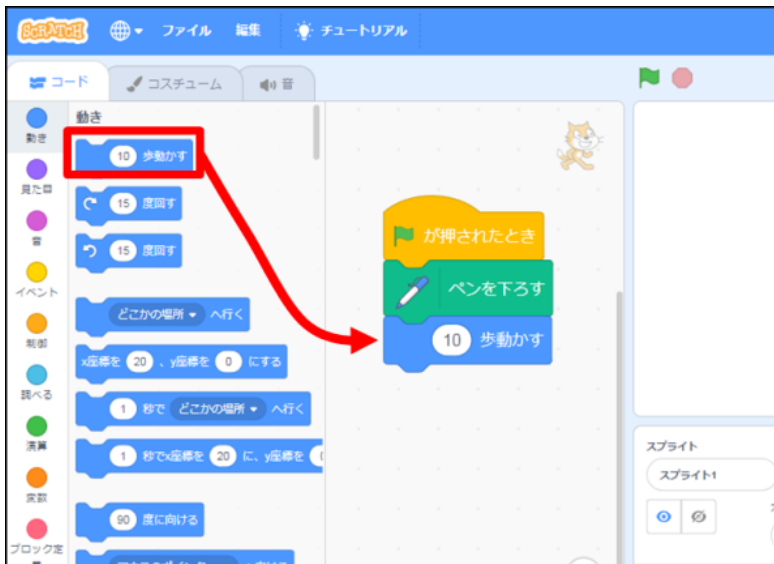 SCRATCH ファイル 編集 チュートリアル
コード コスチューム 音
動き
見た目
音
イベント
制御
調べる
演算
変数
ブロック定
動き
10 歩動かす
15 度回す
15 度回す
どこかの場所 へ行く
x座標を 20 、y座標を 0 にする
1 秒で どこかの場所 へ行く
1 秒でx座標を 20 に、y座標を
90 度に向ける
が押されたとき
ペンを下ろす
10 歩動かす
スプライト
スプライト1